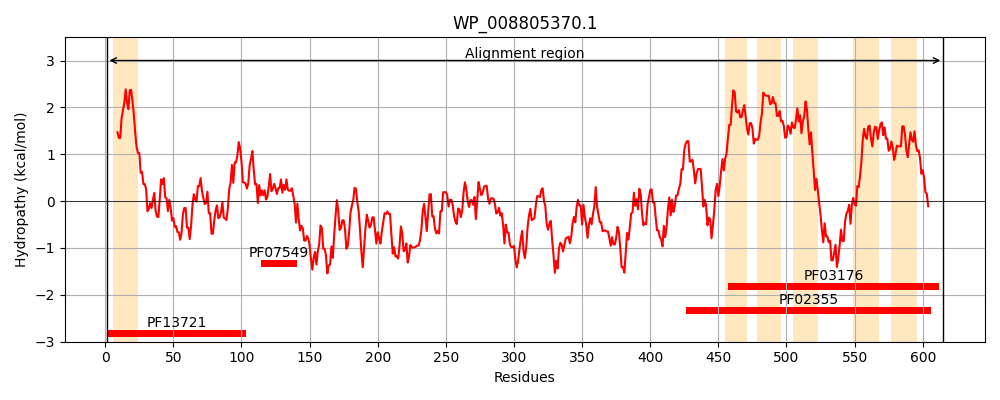 WP_008805370.1
Alignment region
Hydropathy (kcal/mol)
3
2
1
0
−1
−2
−3
PF07549
PF03176
PF02355
PF13721
0 50 100 150 200 250 300 350 400 450 500 550 600
Residues